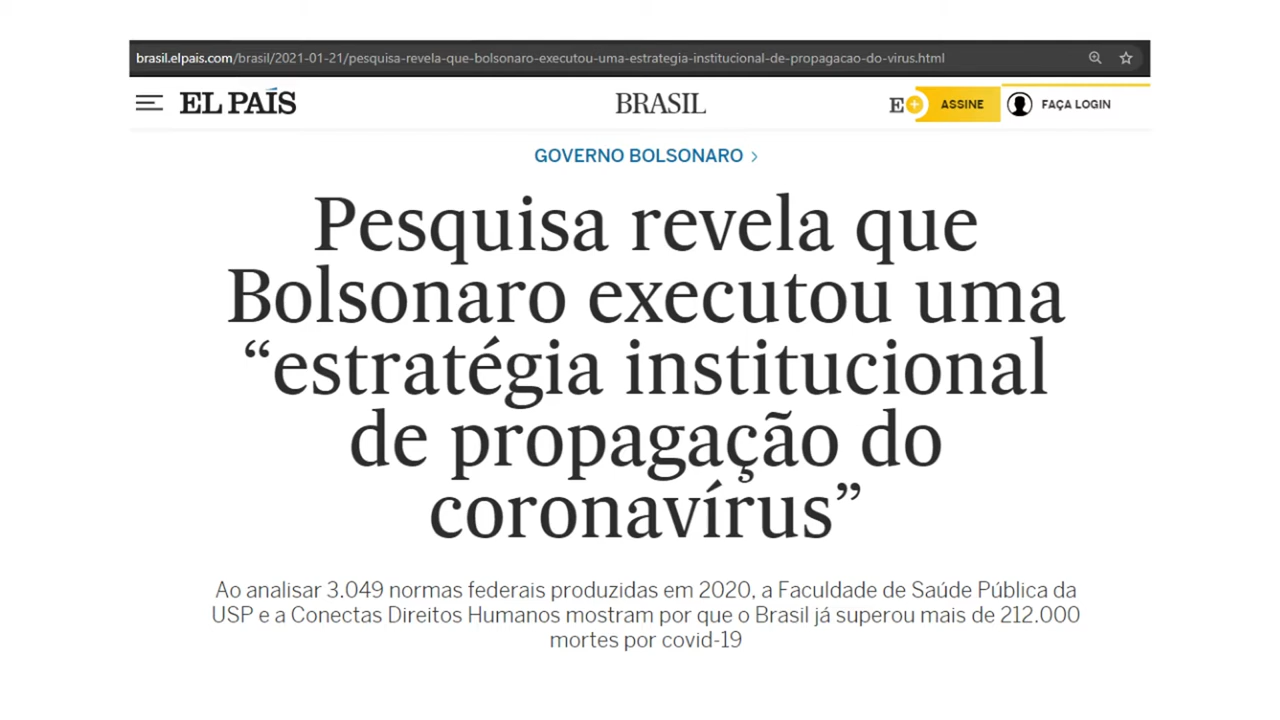 brasil.elpais.com/brasil/2021-01-21/pesquisa-revela-que-bolsonaro-executou-uma-estrategia-institucional-de-propagacao-do-virus.html
EL PAÍS BRASIL E+ ASSINE FAÇA LOGIN
GOVERNO BOLSONARO >
Pesquisa revela que
Bolsonaro executou uma
“estratégia institucional
de propagação do
coronavírus”
Ao analisar 3.049 normas federais produzidas em 2020, a Faculdade de Saúde Pública da
USP e a Conectas Direitos Humanos mostram por que o Brasil já superou mais de 212.000
mortes por covid-19